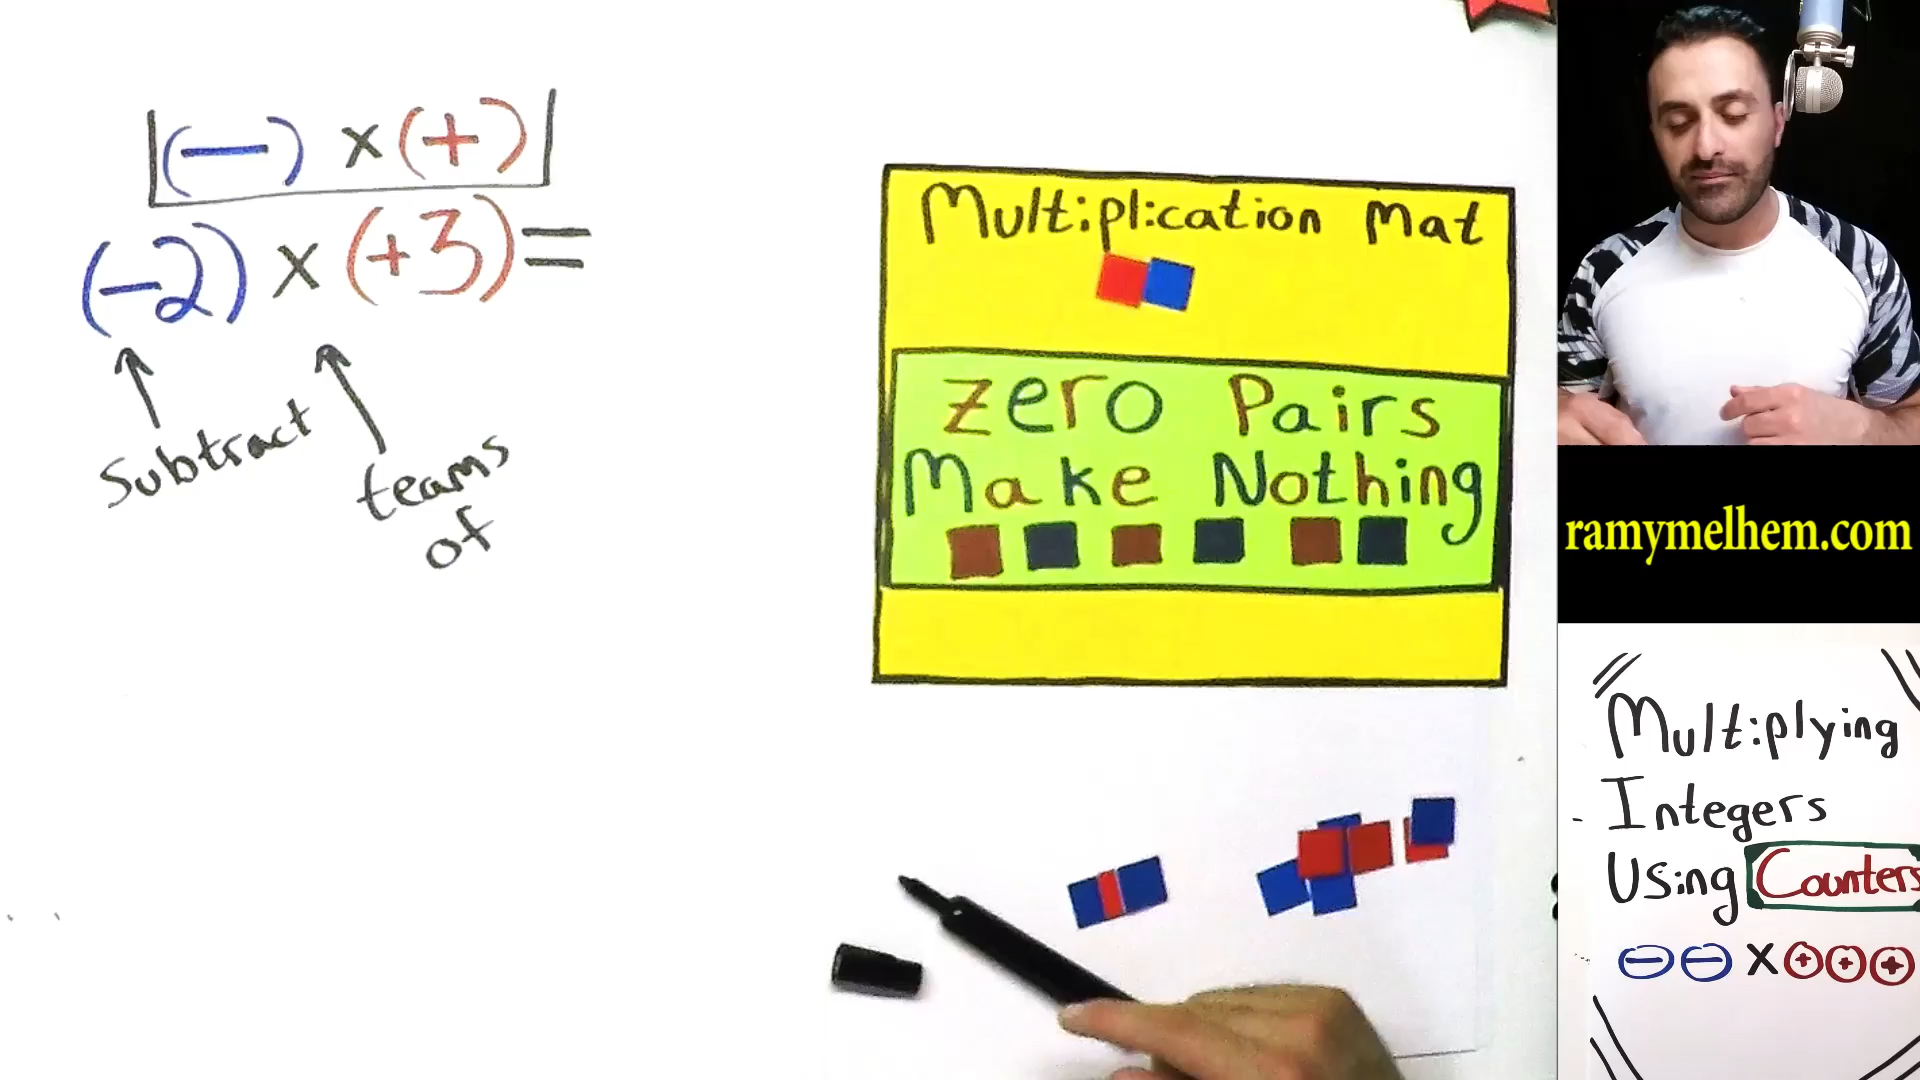 (−) x (+)
(-2) x (+3) =
Subtract
teams
of
Multiplication Mat
Zero Pairs
Make Nothing
ramymelhem.com
Multiplying
Integers
Using Counters
− − x + + +